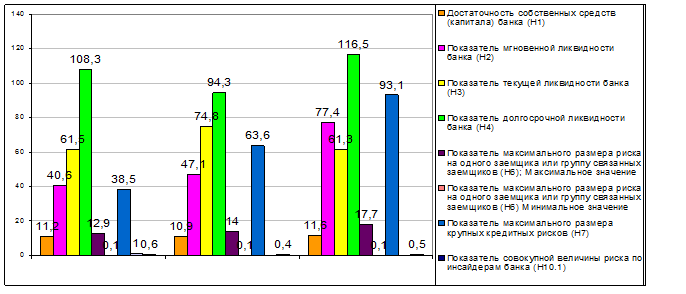 140
120
100
80
60
40
20
0
11,2
40,6
61,5
108,3
12,9
0,1
38,5
10,6
10,9
47,1
74,8
94,3
14
0,1
63,6
0,4
11,6
77,4
61,3
116,5
17,7
0,1
93,1
0,5
Достаточность собственных средств
(капитала) банка (Н1)
Показатель мгновенной ликвидности
банка (Н2)
Показатель текущей ликвидности банка
(Н3)
Показатель долгосрочной ликвидности
банка (Н4)
Показатель максимального размера риска
на одного заемщика или группу связанных
заемщиков (Н6); Максимальное значение
Показатель максимального размера риска
на одного заемщика или группу связанных
заемщиков (Н6) Минимальное значение
Показатель максимального размера
крупных кредитных рисков (Н7)
Показатель совокупной величины риска по
инсайдерам банка (Н10.1)